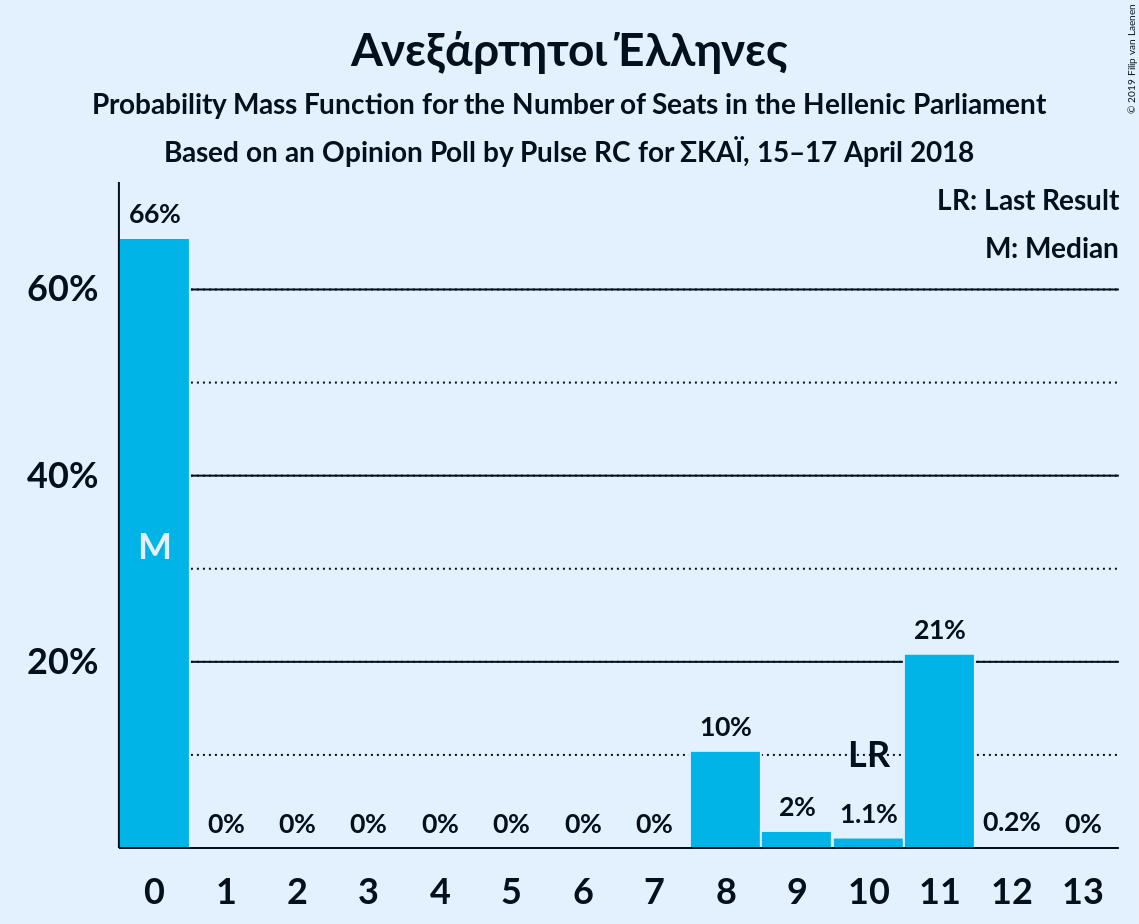 Ανεξάρτητοι Έλληνες
Probability Mass Function for the Number of Seats in the Hellenic Parliament
Based on an Opinion Poll by Pulse RC for ΣΚΑΪ, 15–17 April 2018
© 2019 Filip van Laenen
LR: Last Result
M: Median
66%
60%
40%
20%
M
0%
0%
0%
0%
0%
0%
0%
10%
2%
LR
1.1%
21%
0.2%
0%
0 1 2 3 4 5 6 7 8 9 10 11 12 13